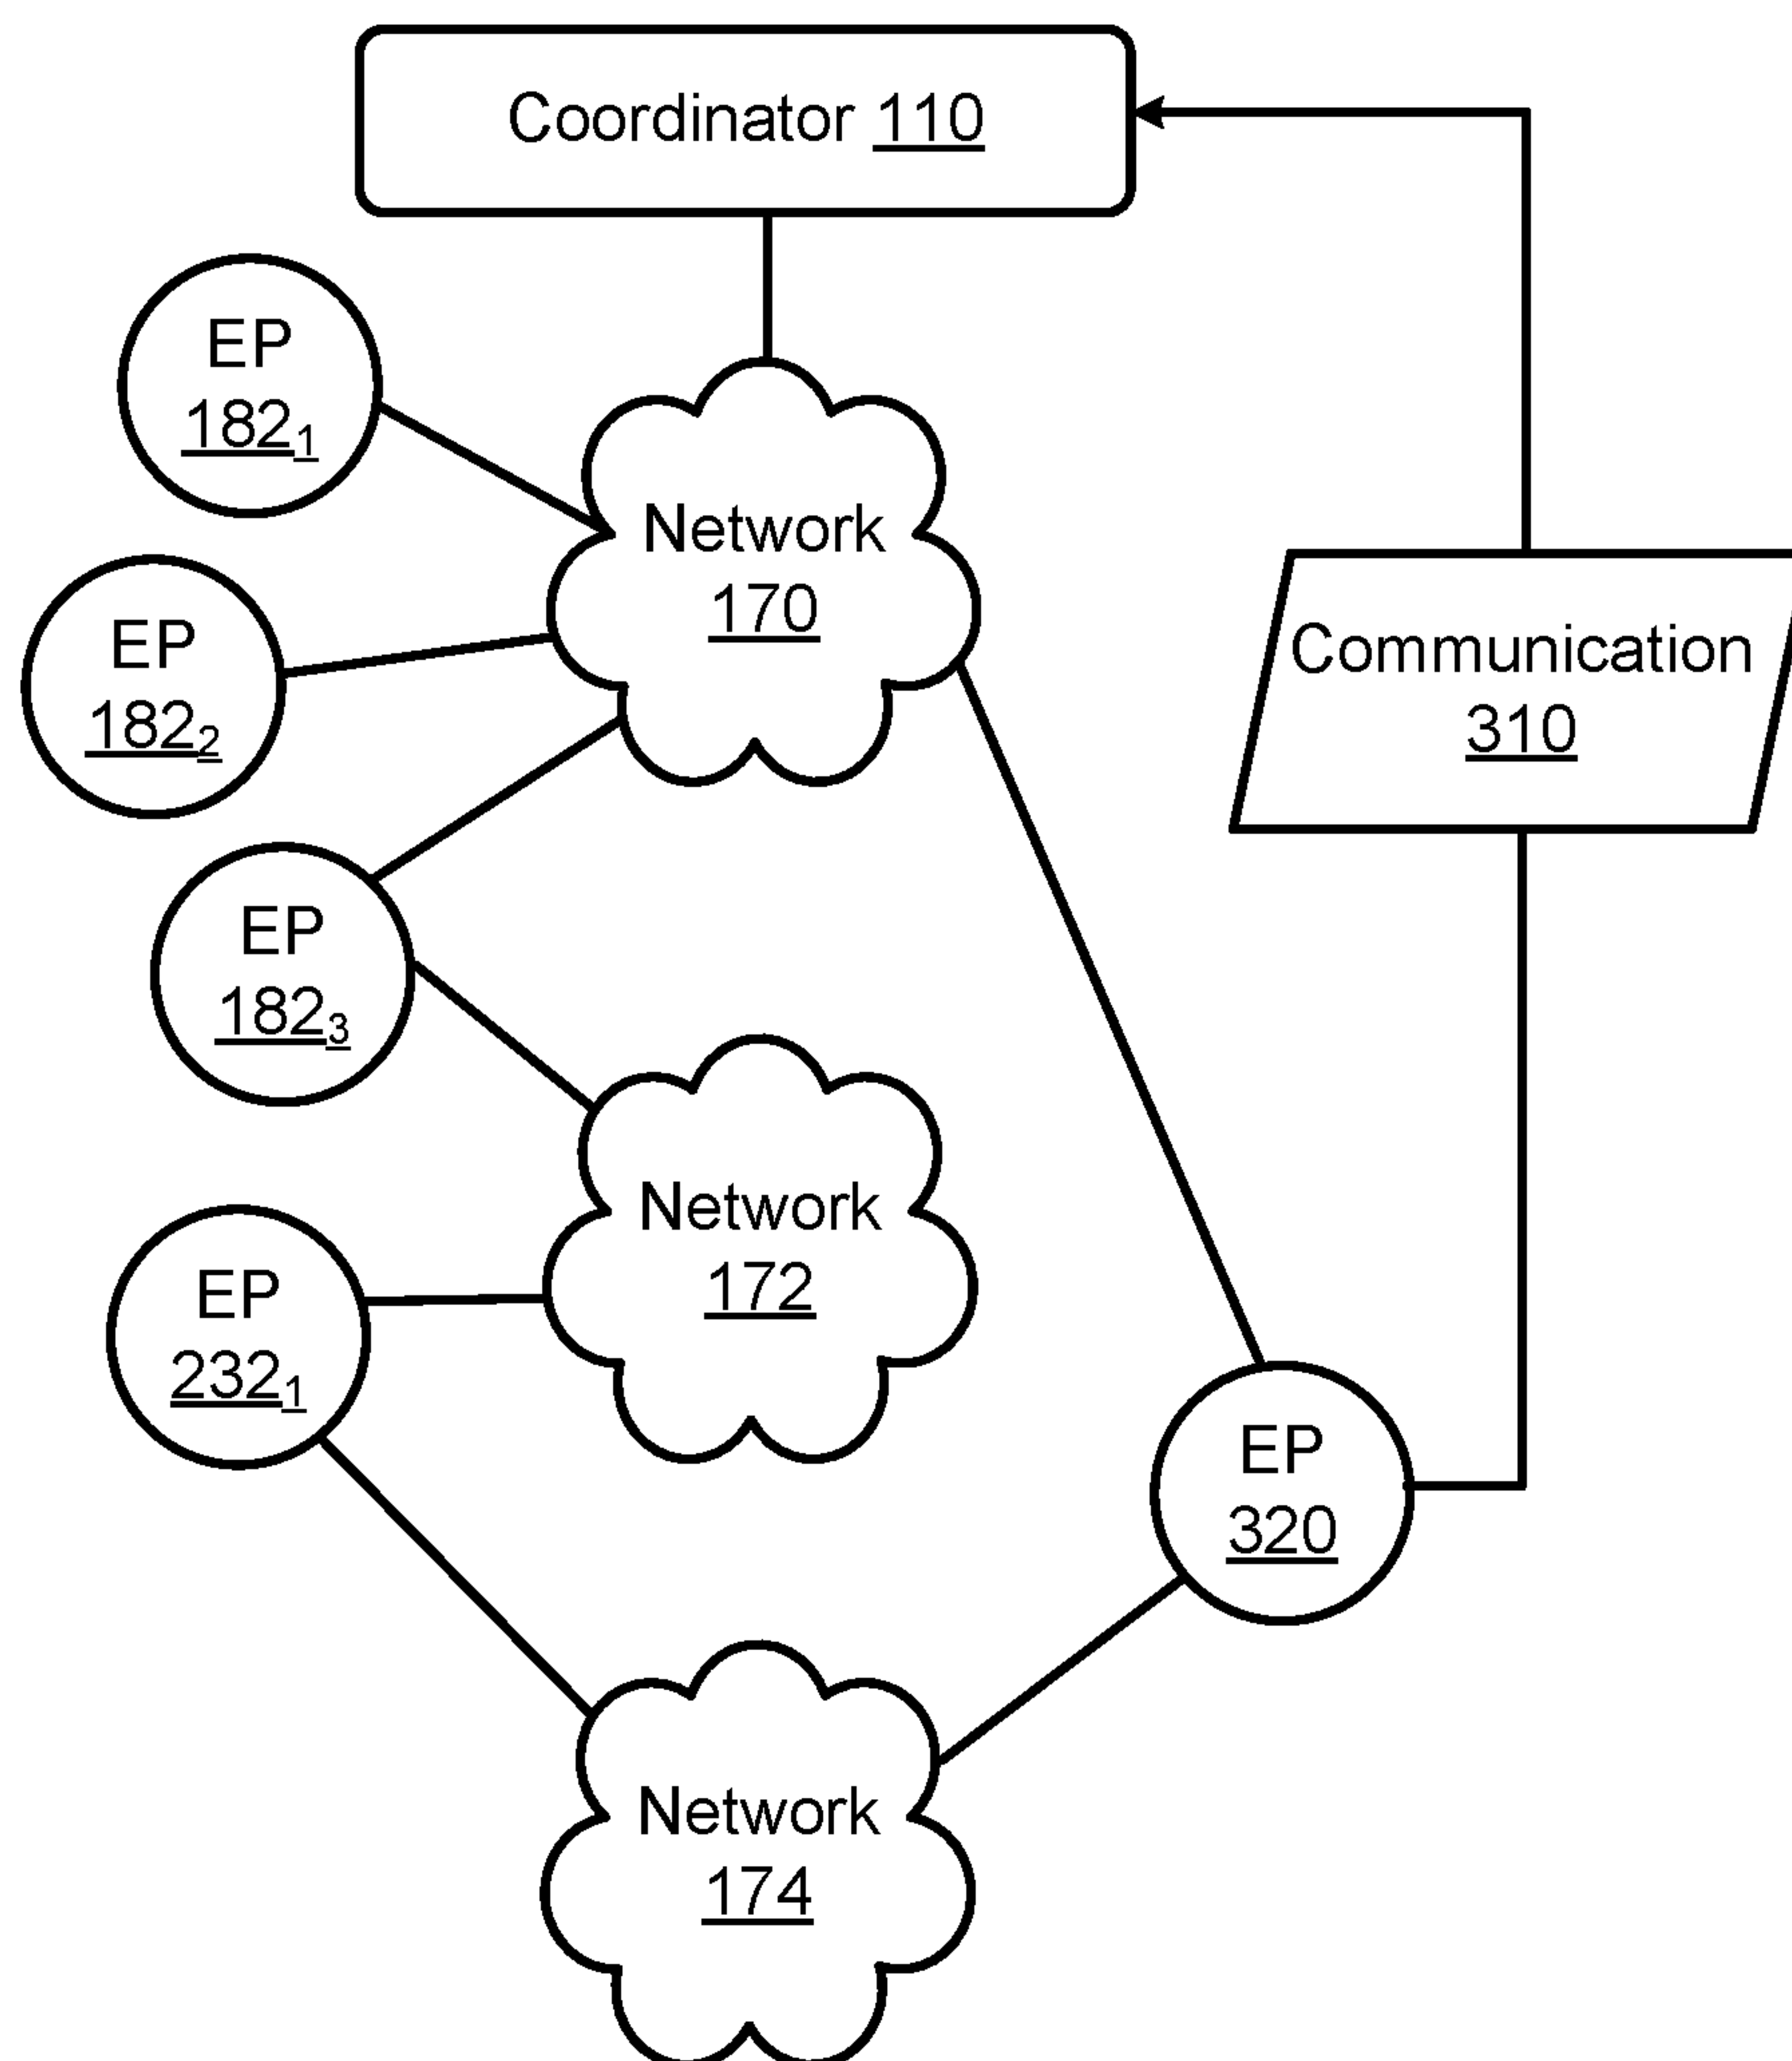 Coordinator 110
EP
182₁
Network
170
EP
182₂
Communication
310
EP
182₃
Network
172
EP
232₁
EP
320
Network
174